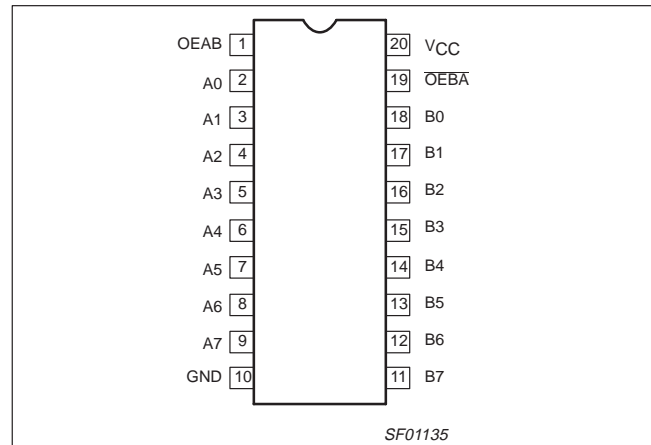 OEAB 1 20 VCC
A0 2 19 O̅E̅B̅A̅
A1 3 18 B0
A2 4 17 B1
A3 5 16 B2
A4 6 15 B3
A5 7 14 B4
A6 8 13 B5
A7 9 12 B6
GND 10 11 B7
SF01135